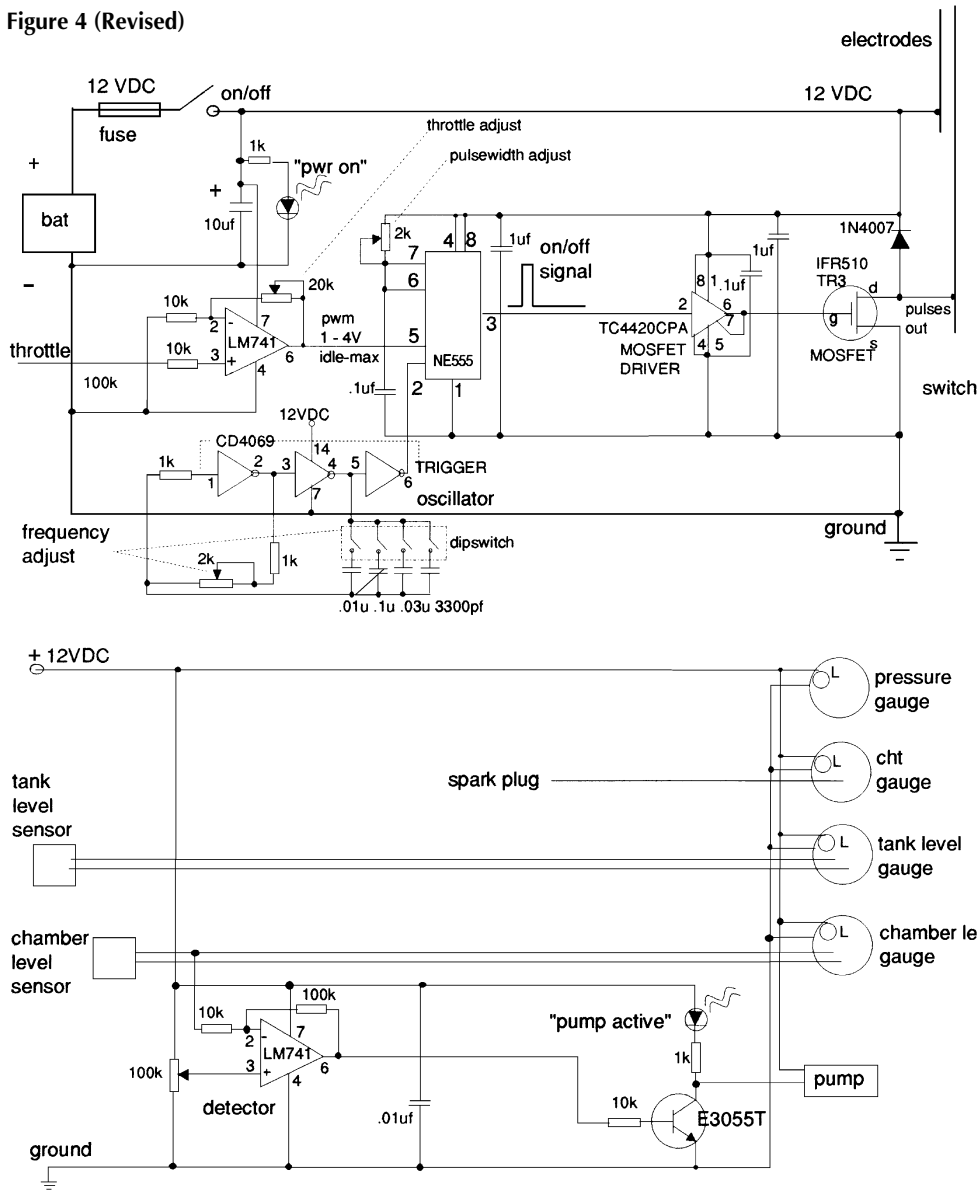 Figure 4 (Revised)
electrodes
12 VDC
on/off
12 VDC
fuse
throttle adjust
1k
"pwr on"
pulsewidth adjust
+
+
bat
10uf
2k
4
8
1uf
on/off
signal
1uf
1N4007
7
6
8
1
.1uf
IFR510
TR3
d
−
20k
10k
2
-
7
LM741
6
pwm
1 - 4V
idle-max
5
NE555
3
2
6
7
g
pulses
out
TC4420CPA
4
5
s
throttle
10k
3
+
4
MOSFET
DRIVER
MOSFET
100k
.1uf
2
1
switch
12VDC
CD4069
14
1k
1
2
3
4
5
6
TRIGGER
7
oscillator
ground
frequency
adjust
dipswitch
2k
1k
.01u .1u .03u 3300pf
+ 12VDC
L
pressure
gauge
tank
level
sensor
spark plug
L
cht
gauge
L
tank level
gauge
chamber
level
sensor
L
chamber le
gauge
100k
10k
2
-
7
LM741
"pump active"
100k
3
+
6
4
1k
pump
detector
.01uf
10k
E3055T
ground